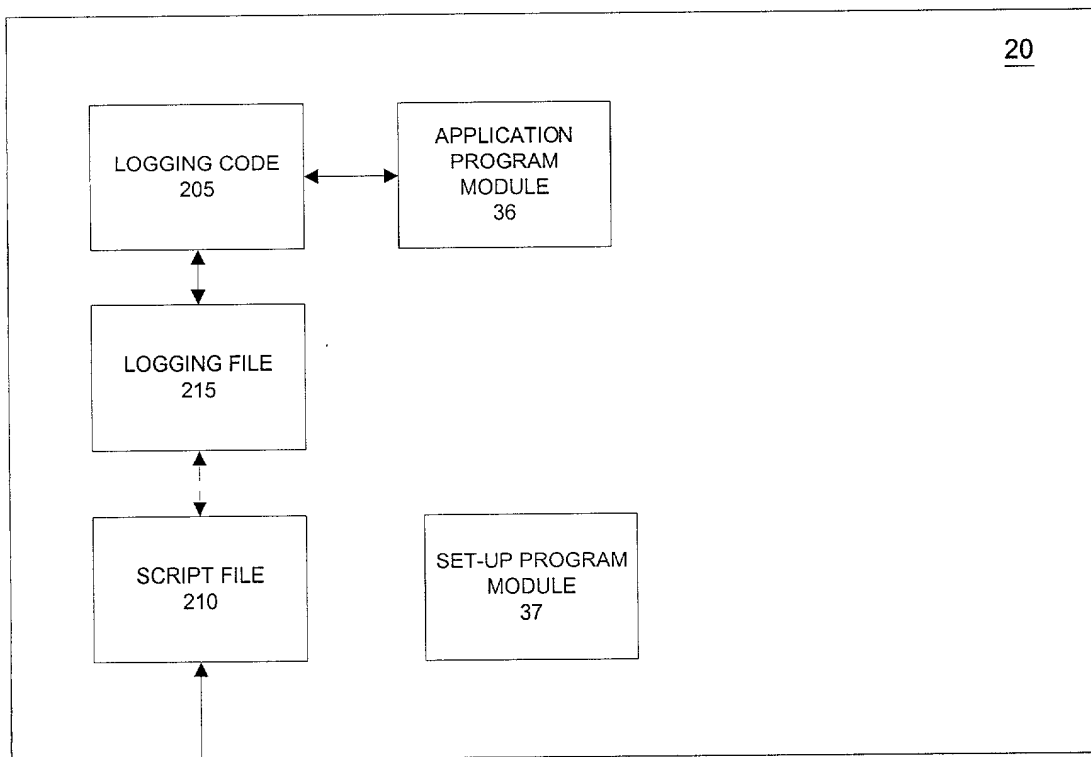 20
LOGGING CODE
205
APPLICATION
PROGRAM
MODULE
36
LOGGING FILE
215
SCRIPT FILE
210
SET-UP PROGRAM
MODULE
37